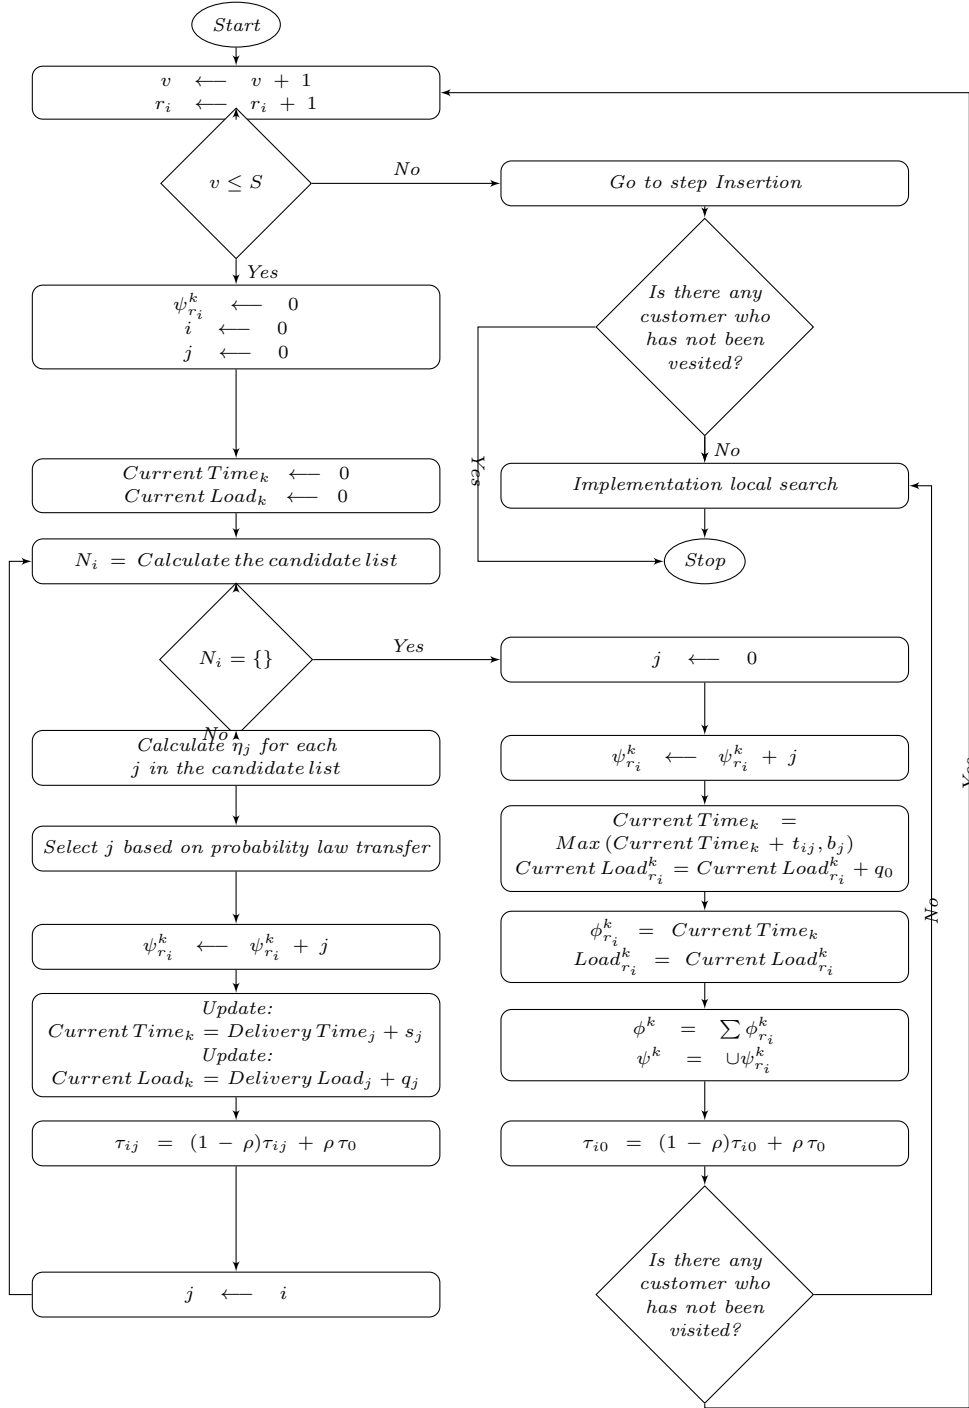 Start
v ⟵ v + 1
r_i ⟵ r_i + 1
v ≤ S
No
Go to step Insertion
Yes
ψ^k_{r_i} ⟵ 0
i ⟵ 0
j ⟵ 0
Is there any
customer who
has not been
vesited?
No
Yes
Current Time_k ⟵ 0
Current Load_k ⟵ 0
Implementation local search
N_i = Calculate the candidate list
Stop
N_i = {}
Yes
j ⟵ 0
No
Calculate η_j for each
j in the candidate list
ψ^k_{r_i} ⟵ ψ^k_{r_i} + j
Yes
Select j based on probability law transfer
Current Time_k =
Max (Current Time_k + t_{ij}, b_j)
Current Load^k_{r_i} = Current Load^k_{r_i} + q_0
No
ψ^k_{r_i} ⟵ ψ^k_{r_i} + j
ϕ^k_{r_i} = Current Time_k
Load^k_{r_i} = Current Load^k_{r_i}
Update:
Current Time_k = Delivery Time_j + s_j
Update:
Current Load_k = Delivery Load_j + q_j
ϕ^k = ∑ ϕ^k_{r_i}
ψ^k = ∪ψ^k_{r_i}
τ_{ij} = (1 − ρ)τ_{ij} + ρ τ_0
τ_{i0} = (1 − ρ)τ_{i0} + ρ τ_0
j ⟵ i
Is there any
customer who
has not been
visited?